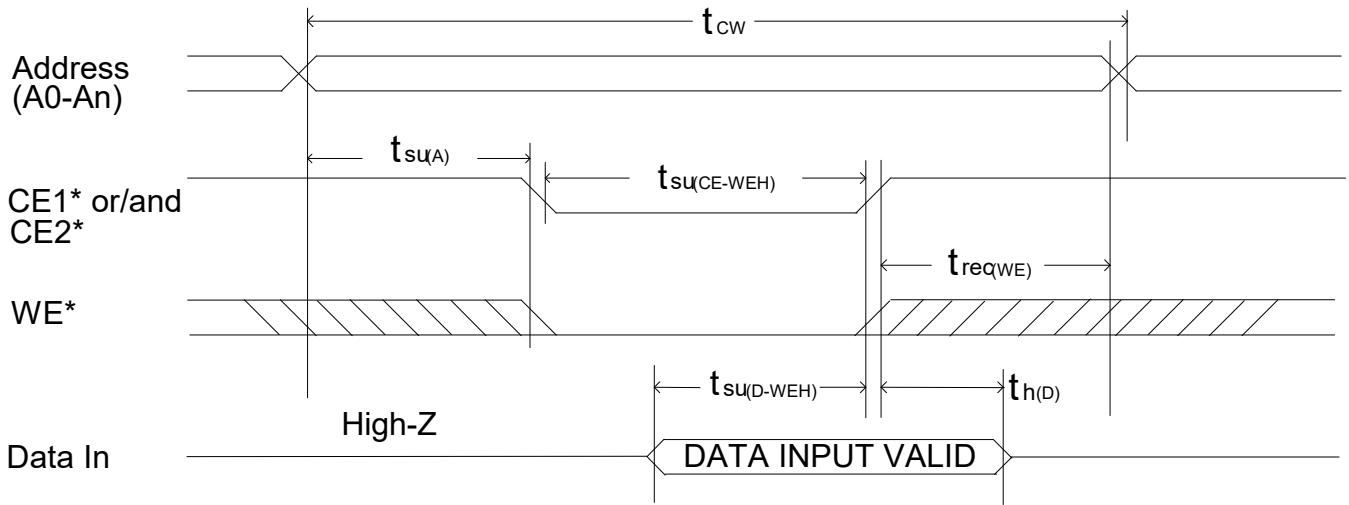 tCW
Address
(A0-An)
tsu(A)
tsu(CE-WEH)
CE1* or/and
CE2*
trec(WE)
WE*
tsu(D-WEH)
th(D)
High-Z
Data In
DATA INPUT VALID